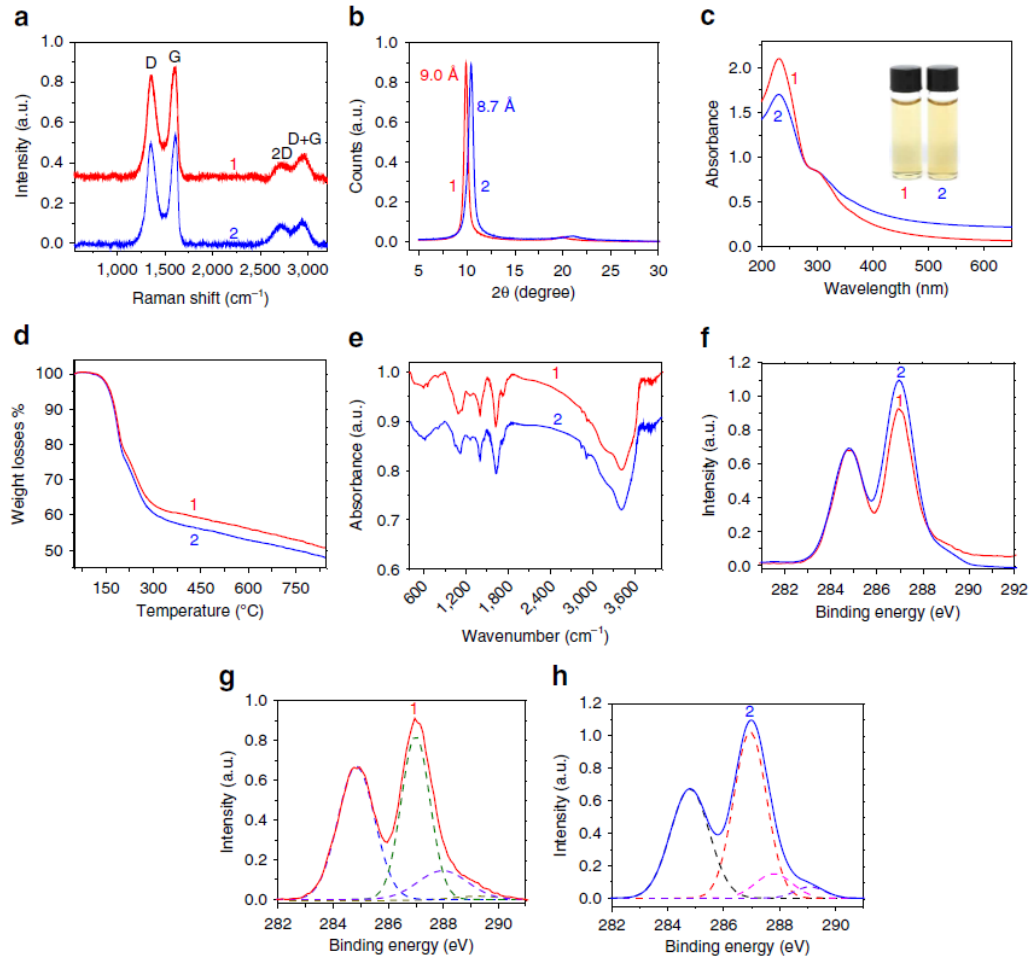 a
Intensity (a.u.)
1.0
0.8
0.6
0.4
0.2
0.0
D G
2D D+G
1
2
1,000 1,500 2,000 2,500 3,000
Raman shift (cm–1)
b
Counts (a.u.)
1.0
0.8
0.6
0.4
0.2
0.0
9.0 Å
8.7 Å
1 2
5 10 15 20 25 30
2θ (degree)
c
Absorbance
2.0
1.5
1.0
0.5
0.0
1
2
1 2
200 300 400 500 600
Wavelength (nm)
d
Weight losses %
100
90
80
70
60
50
1
2
0 150 300 450 600 750
Temperature (°C)
e
Absorbance (a.u.)
1.0
0.9
0.8
0.7
0.6
1
2
600 1,200 1,800 2,400 3,000 3,600
Wavenumber (cm–1)
f
Intensity (a.u.)
1.2
1.0
0.8
0.6
0.4
0.2
0.0
2
1
282 284 286 288 290 292
Binding energy (eV)
g
Intensity (a.u.)
1.0
0.8
0.6
0.4
0.2
0.0
1
282 284 286 288 290
Binding energy (eV)
h
Intensity (a.u.)
1.2
1.0
0.8
0.6
0.4
0.2
0.0
2
282 284 286 288 290
Binding energy (eV)